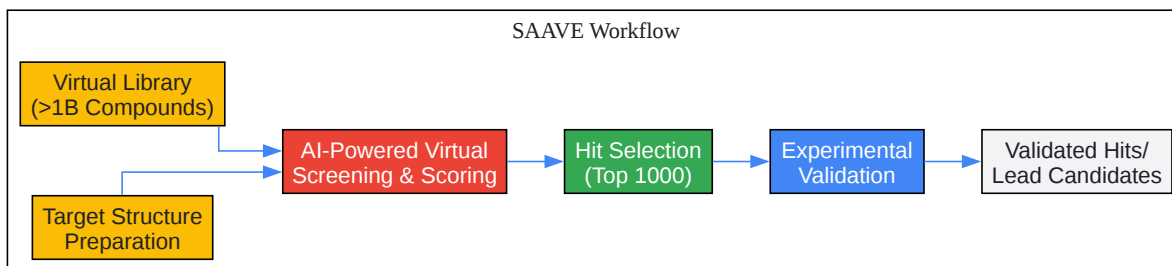 SAAVE Workflow
Virtual Library
(>1B Compounds)
Target Structure
Preparation
AI-Powered Virtual
Screening & Scoring
Hit Selection
(Top 1000)
Experimental
Validation
Validated Hits/
Lead Candidates